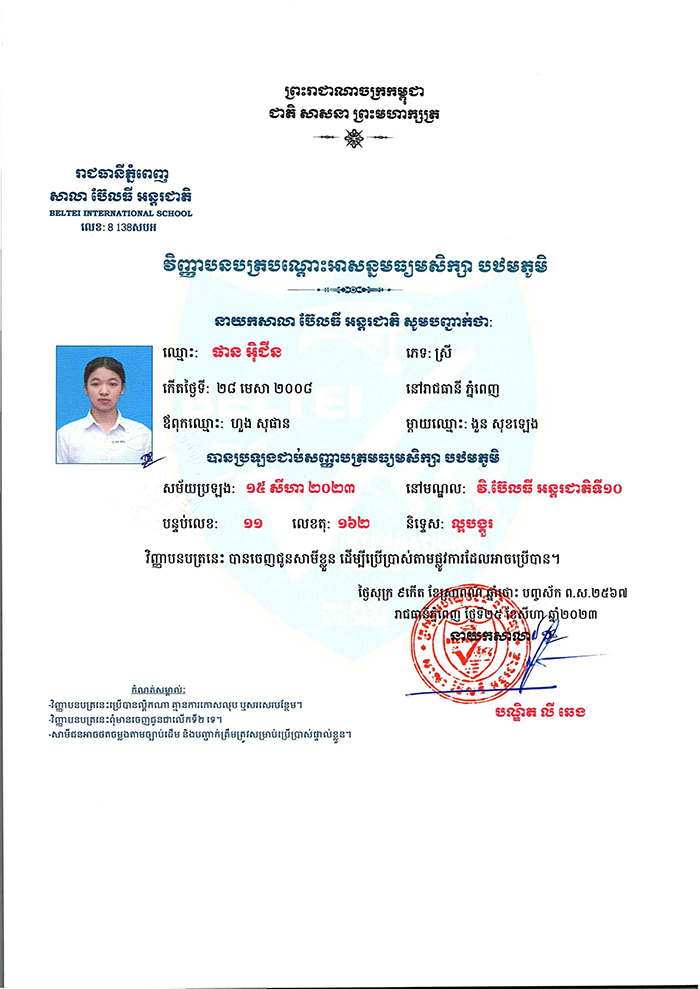 ព្រះរាជាណាចក្រកម្ពុជា
ជាតិ សាសនា ព្រះមហាក្សត្រ
រាជធានីភ្នំពេញ
សាលា ប៊ែលធី អន្តរជាតិ
BELTEI INTERNATIONAL SCHOOL
លេខ: 8 138សបអ
វិញ្ញាបនបត្របណ្តោះអាសន្នមធ្យមសិក្សា បឋមភូមិ
នាយកសាលា ប៊ែលធី អន្តរជាតិ សូមបញ្ជាក់ថា:
ឈ្មោះ: ផាន អ៊ិជីន ភេទ: ស្រី
កើតថ្ងៃទី: ២៨ មេសា ២០០៨ នៅរាជធានី ភ្នំពេញ
ឪពុកឈ្មោះ: ហួង សុផាន ម្តាយឈ្មោះ: ងួន សុខឡេង
បានប្រឡងជាប់សញ្ញាបត្រមធ្យមសិក្សា បឋមភូមិ
សម័យប្រឡង: ១៥ សីហា ២០២៣ នៅមណ្ឌល: វិ.ប៊ែលធី អន្តរជាតិទី១០
បន្ទប់លេខ: ១១ លេខតុ: ១៦២ និទ្ទេស: ល្អបង្គួរ
វិញ្ញាបនបត្រនេះ បានចេញជូនសាមីខ្លួន ដើម្បីប្រើប្រាស់តាមផ្លូវការដែលអាចប្រើបាន។
ថ្ងៃសុក្រ ៩កើត ខែស្រាពណ៍ ឆ្នាំថោះ បញ្ចស័ក ព.ស.២៥៦៧
រាជធានីភ្នំពេញ ថ្ងៃទី២៥ ខែសីហា ឆ្នាំ២០២៣
នាយកសាលា
បណ្ឌិត លី ឆេង
កំណត់សម្គាល់:
-វិញ្ញាបនបត្រនេះប្រើបានល្គឹកណា គ្មានការកោសលុប ឬសរសេរបន្ថែម។
-វិញ្ញាបនបត្រនេះពុំមានចេញជូនជាលើកទី២ ទេ។
-សាមីជនអាចថតចម្លងតាមច្បាប់ដើម និងបញ្ជាក់ត្រឹមត្រូវសម្រាប់ប្រើប្រាស់ផ្ទាល់ខ្លួន។